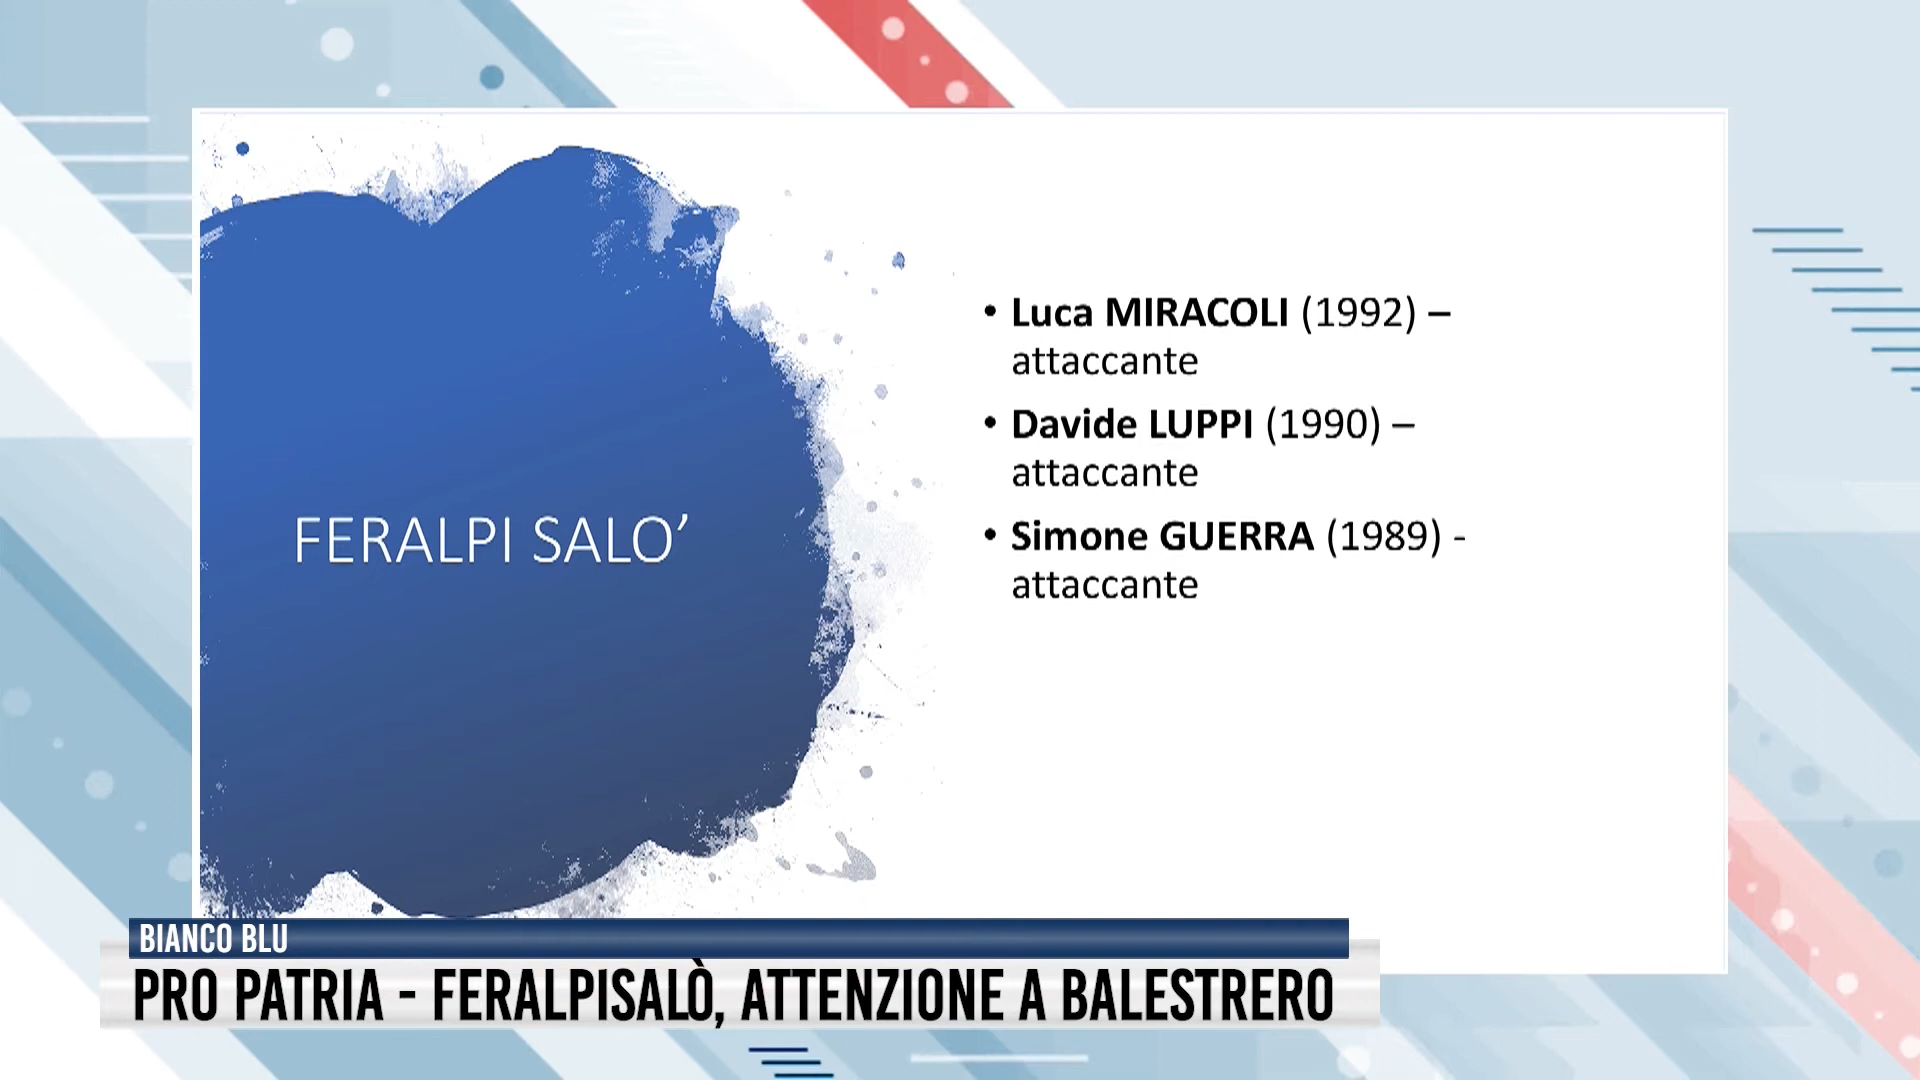 FERALPI SALO’
• Luca MIRACOLI (1992) –
attaccante
• Davide LUPPI (1990) –
attaccante
• Simone GUERRA (1989) -
attaccante
BIANCO BLU
PRO PATRIA - FERALPISALÒ, ATTENZIONE A BALESTRERO